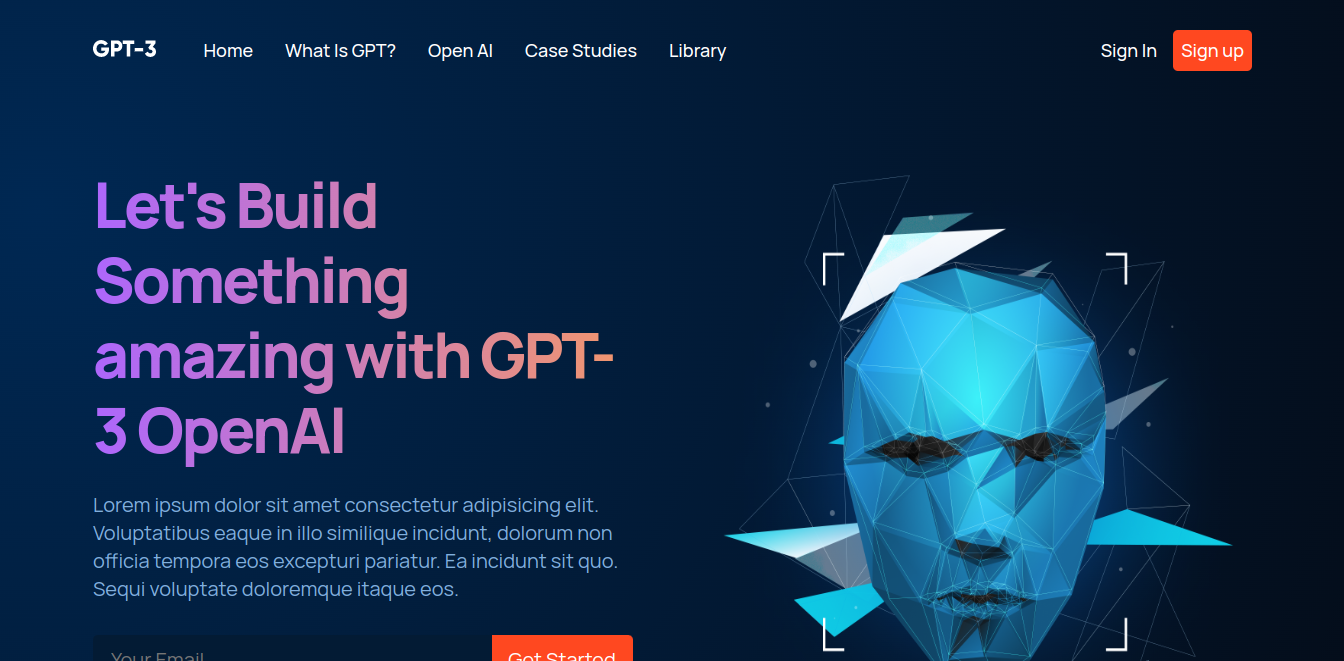 GPT-3 Home What Is GPT? Open AI Case Studies Library Sign In Sign up
Let's Build
Something
amazing with GPT-
3 OpenAI
Lorem ipsum dolor sit amet consectetur adipisicing elit.
Voluptatibus eaque in illo similique incidunt, dolorum non
officia tempora eos excepturi pariatur. Ea incidunt sit quo.
Sequi voluptate doloremque itaque eos.
Your Email Get Started